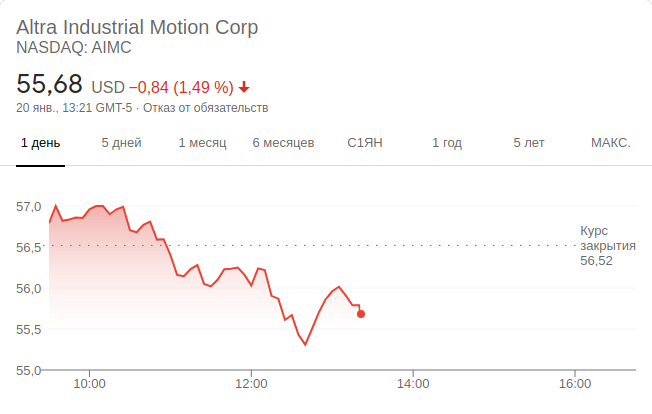 Altra Industrial Motion Corp
NASDAQ: AIMC
55,68 USD −0,84 (1,49 %)
20 янв., 13:21 GMT-5 · Отказ от обязательств
1 день 5 дней 1 месяц 6 месяцев С1ЯН 1 год 5 лет МАКС.
57,0
Курс
56,5 закрытия
56,52
56,0
55,5
55,0
10:00 12:00 14:00 16:00